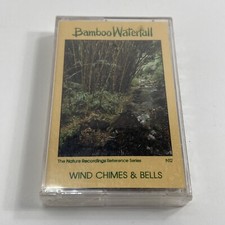 Bamboo Waterfall
The Nature Recordings Reference Series
WIND CHIMES & BELLS